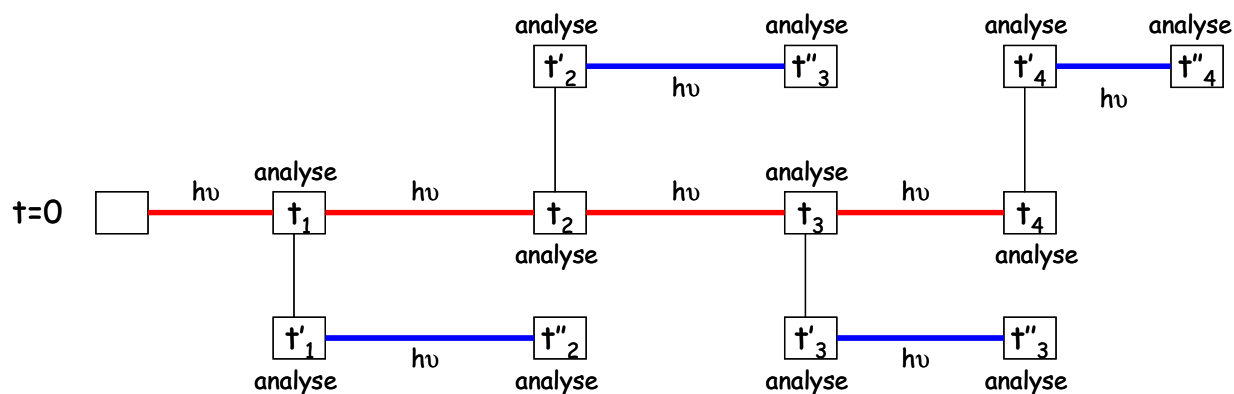 analyse analyse analyse analyse
t'₂ t"₃ t'₄ t"₄
hυ hυ
analyse analyse
hυ hυ hυ hυ
t=0 t₁ t₂ t₃ t₄
analyse analyse
t'₁ t"₂ t'₃ t"₃
hυ hυ
analyse analyse analyse analyse